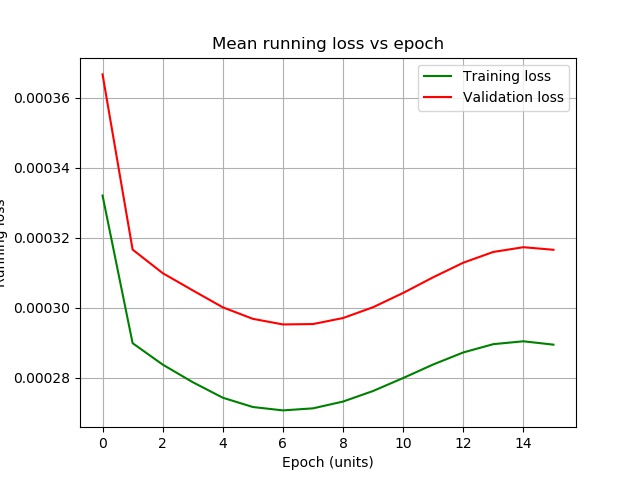 Mean running loss vs epoch
Training loss
Validation loss
0.00036
0.00034
0.00032
0.00030
0.00028
Running loss
0 2 4 6 8 10 12 14
Epoch (units)